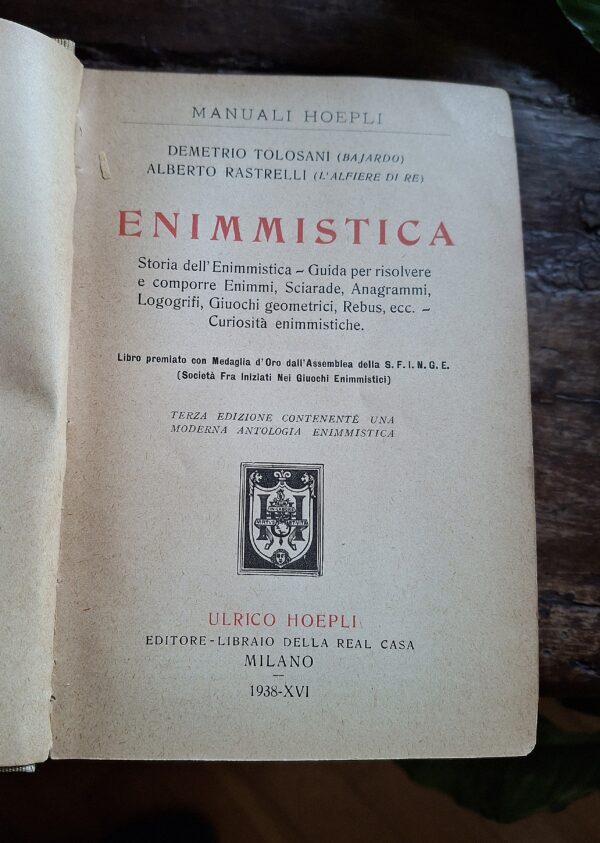 MANUALI HOEPLI
DEMETRIO TOLOSANI (BAJARDO)
ALBERTO RASTRELLI (L'ALFIERE DI RE)
ENIMMISTICA
Storia dell'Enimmistica - Guida per risolvere
e comporre Enimmi, Sciarade, Anagrammi,
Logogrifi, Giuochi geometrici, Rebus, ecc. -
Curiosità enimmistiche.
Libro premiato con Medaglia d'Oro dall'Assemblea della S. F. I. N. G. E.
(Società Fra Iniziati Nei Giuochi Enimmistici)
TERZA EDIZIONE CONTENENTE UNA
MODERNA ANTOLOGIA ENIMMISTICA
ULRICO HOEPLI
EDITORE-LIBRAIO DELLA REAL CASA
MILANO
1938-XVI